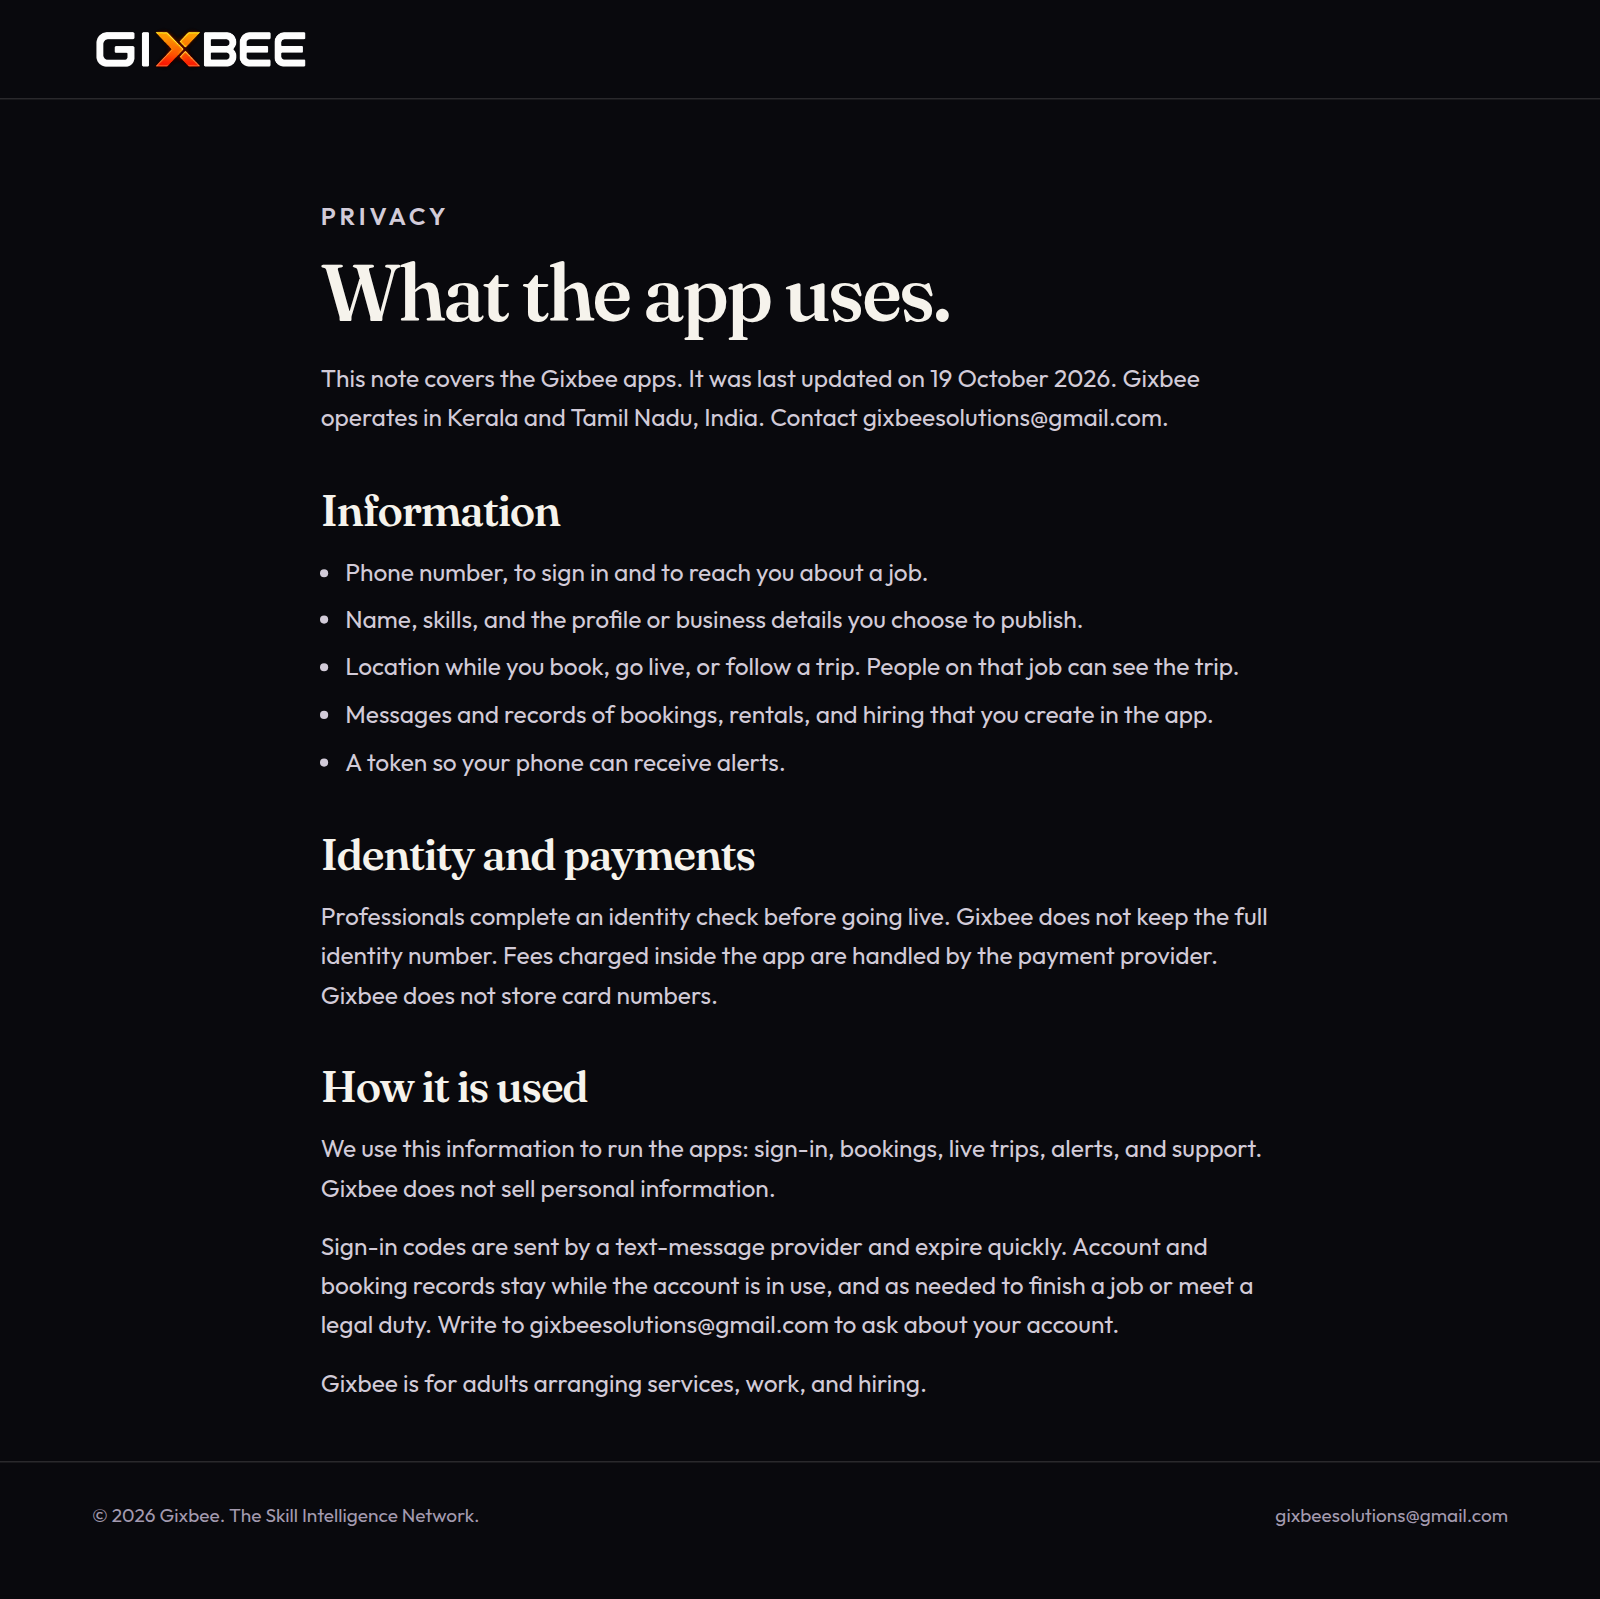 GIXBEE
PRIVACY
What the app uses.
This note covers the Gixbee apps. It was last updated on 19 October 2026. Gixbee
operates in Kerala and Tamil Nadu, India. Contact gixbeesolutions@gmail.com.
Information
• Phone number, to sign in and to reach you about a job.
• Name, skills, and the profile or business details you choose to publish.
• Location while you book, go live, or follow a trip. People on that job can see the trip.
• Messages and records of bookings, rentals, and hiring that you create in the app.
• A token so your phone can receive alerts.
Identity and payments
Professionals complete an identity check before going live. Gixbee does not keep the full
identity number. Fees charged inside the app are handled by the payment provider.
Gixbee does not store card numbers.
How it is used
We use this information to run the apps: sign-in, bookings, live trips, alerts, and support.
Gixbee does not sell personal information.
Sign-in codes are sent by a text-message provider and expire quickly. Account and
booking records stay while the account is in use, and as needed to finish a job or meet a
legal duty. Write to gixbeesolutions@gmail.com to ask about your account.
Gixbee is for adults arranging services, work, and hiring.
© 2026 Gixbee. The Skill Intelligence Network.
gixbeesolutions@gmail.com